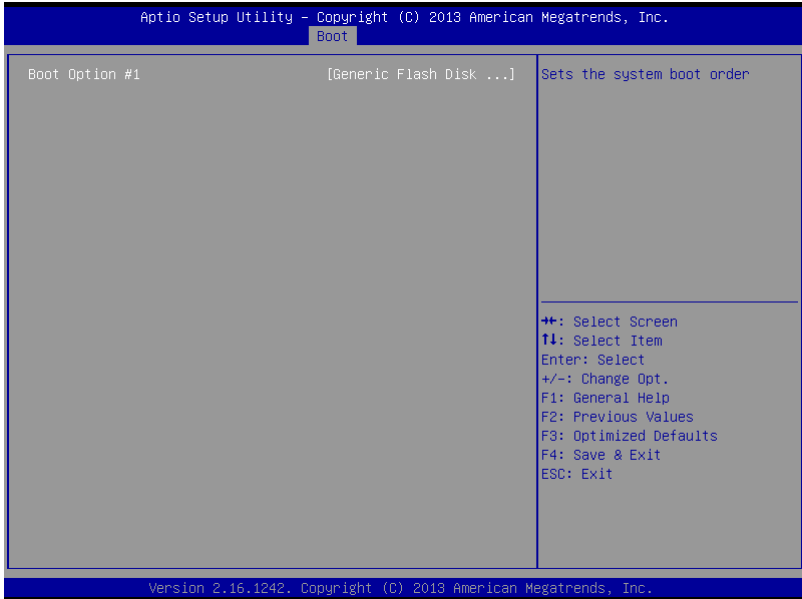 Aptio Setup Utility – Copyright (C) 2013 American Megatrends, Inc.
Boot
Boot Option #1 [Generic Flash Disk ...]
Sets the system boot order
→←: Select Screen
↑↓: Select Item
Enter: Select
+/-: Change Opt.
F1: General Help
F2: Previous Values
F3: Optimized Defaults
F4: Save & Exit
ESC: Exit
Version 2.16.1242. Copyright (C) 2013 American Megatrends, Inc.